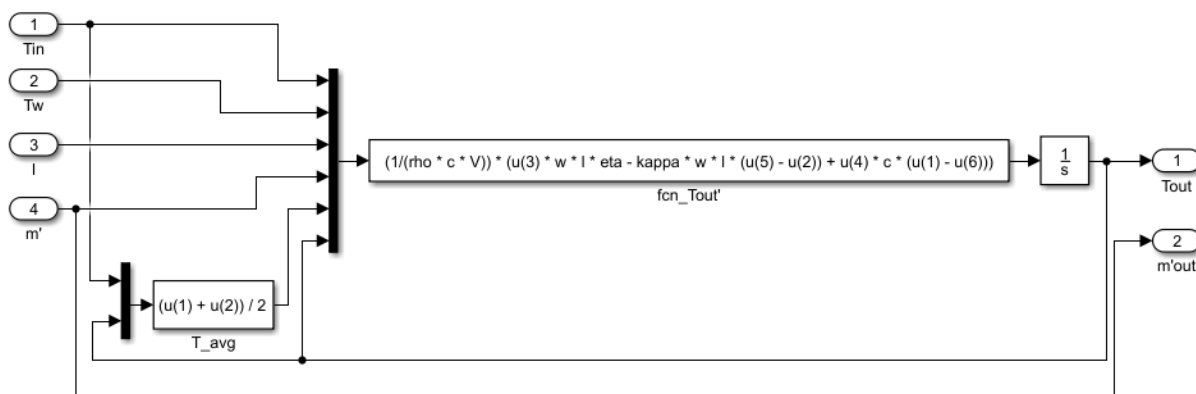 1
Tin
2
Tw
3
I
4
m'
(1/(rho * c * V)) * (u(3) * w * l * eta - kappa * w * l * (u(5) - u(2)) + u(4) * c * (u(1) - u(6)))
fcn_Tout'
1
s
1
Tout
2
m'out
(u(1) + u(2)) / 2
T_avg